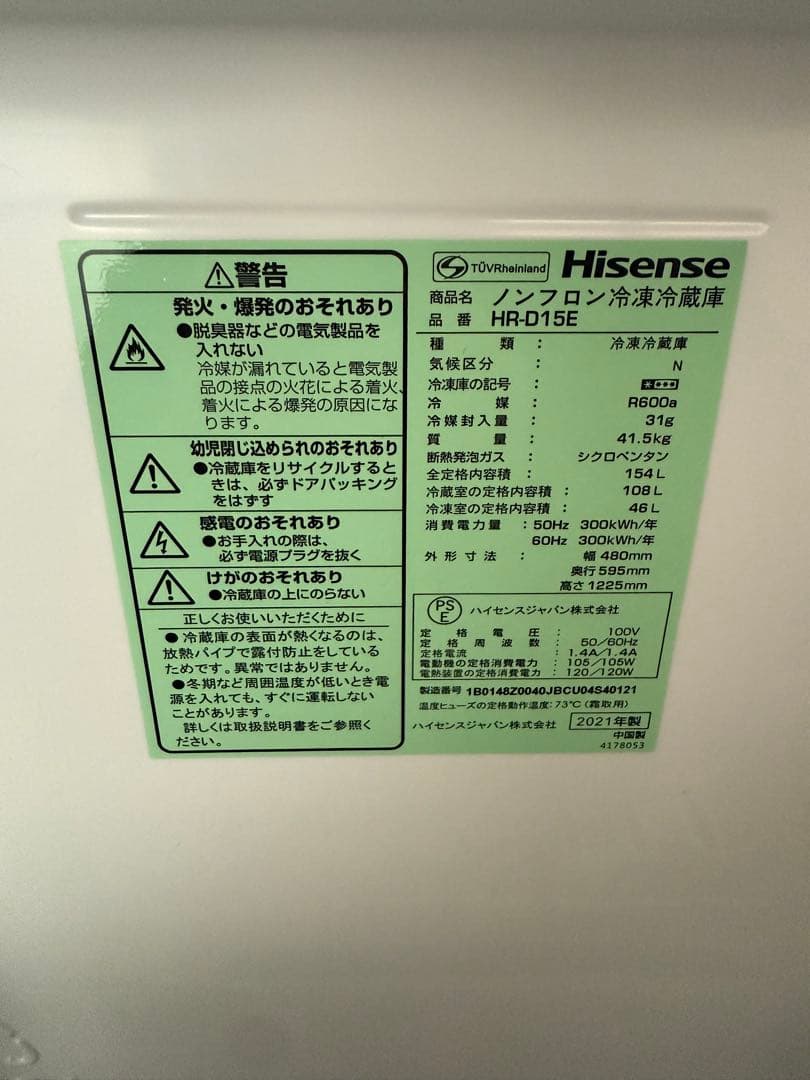 ⚠警告
発火・爆発のおそれあり
●脱臭器などの電気製品を
入れない
冷媒が漏れていると電気製
品の接点の火花による着火、
着火による爆発の原因にな
ります。
幼児閉じ込められのおそれあり
●冷蔵庫をリサイクルすると
きは、必ずドアパッキング
をはずす
感電のおそれあり
●お手入れの際は、
必ず電源プラグを抜く
けがのおそれあり
●冷蔵庫の上にのらない
正しくお使いいただくために
●冷蔵庫の表面が熱くなるのは、
放熱パイプで露付防止をしている
ためです。異常ではありません。
●冬期など周囲温度が低いとき電
源を入れても、すぐに運転しない
ことがあります。
詳しくは取扱説明書をご参照く
ださい。
TÜVRheinland Hisense
商品名 ノンフロン冷凍冷蔵庫
品番 HR-D15E
種類: 冷凍冷蔵庫
気候区分: N
冷凍庫の記号:
冷媒: R600a
冷媒封入量: 31g
質量: 41.5kg
断熱発泡ガス: シクロペンタン
全定格内容積: 154L
冷蔵室の定格内容積: 108L
冷凍室の定格内容積: 46L
消費電力量: 50Hz 300kWh/年
60Hz 300kWh/年
外形寸法: 幅480mm
奥行595mm
高さ1225mm
PSE ハイセンスジャパン株式会社
定格電圧: 100V
定格周波数: 50/60Hz
定格電流: 1.4A/1.4A
電動機の定格消費電力: 105/105W
電熱装置の定格消費電力: 120/120W
製造番号 1B0148Z0040JBCU04S40121
温度ヒューズの定格動作温度:73℃(霜取用)
ハイセンスジャパン株式会社 2021年製
中国製
4178053